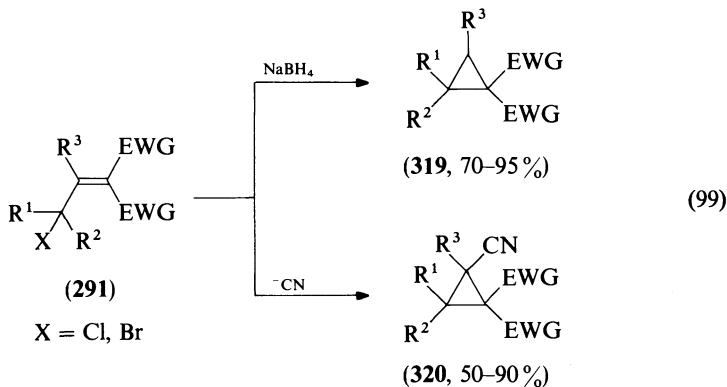 R³
R¹
EWG
EWG
R²
(319, 70–95 %)
NaBH₄
R³
EWG
EWG
R¹
X
R²
(291)
X = Cl, Br
⁻CN
R³
CN
R¹
EWG
EWG
R²
(320, 50–90 %)
(99)